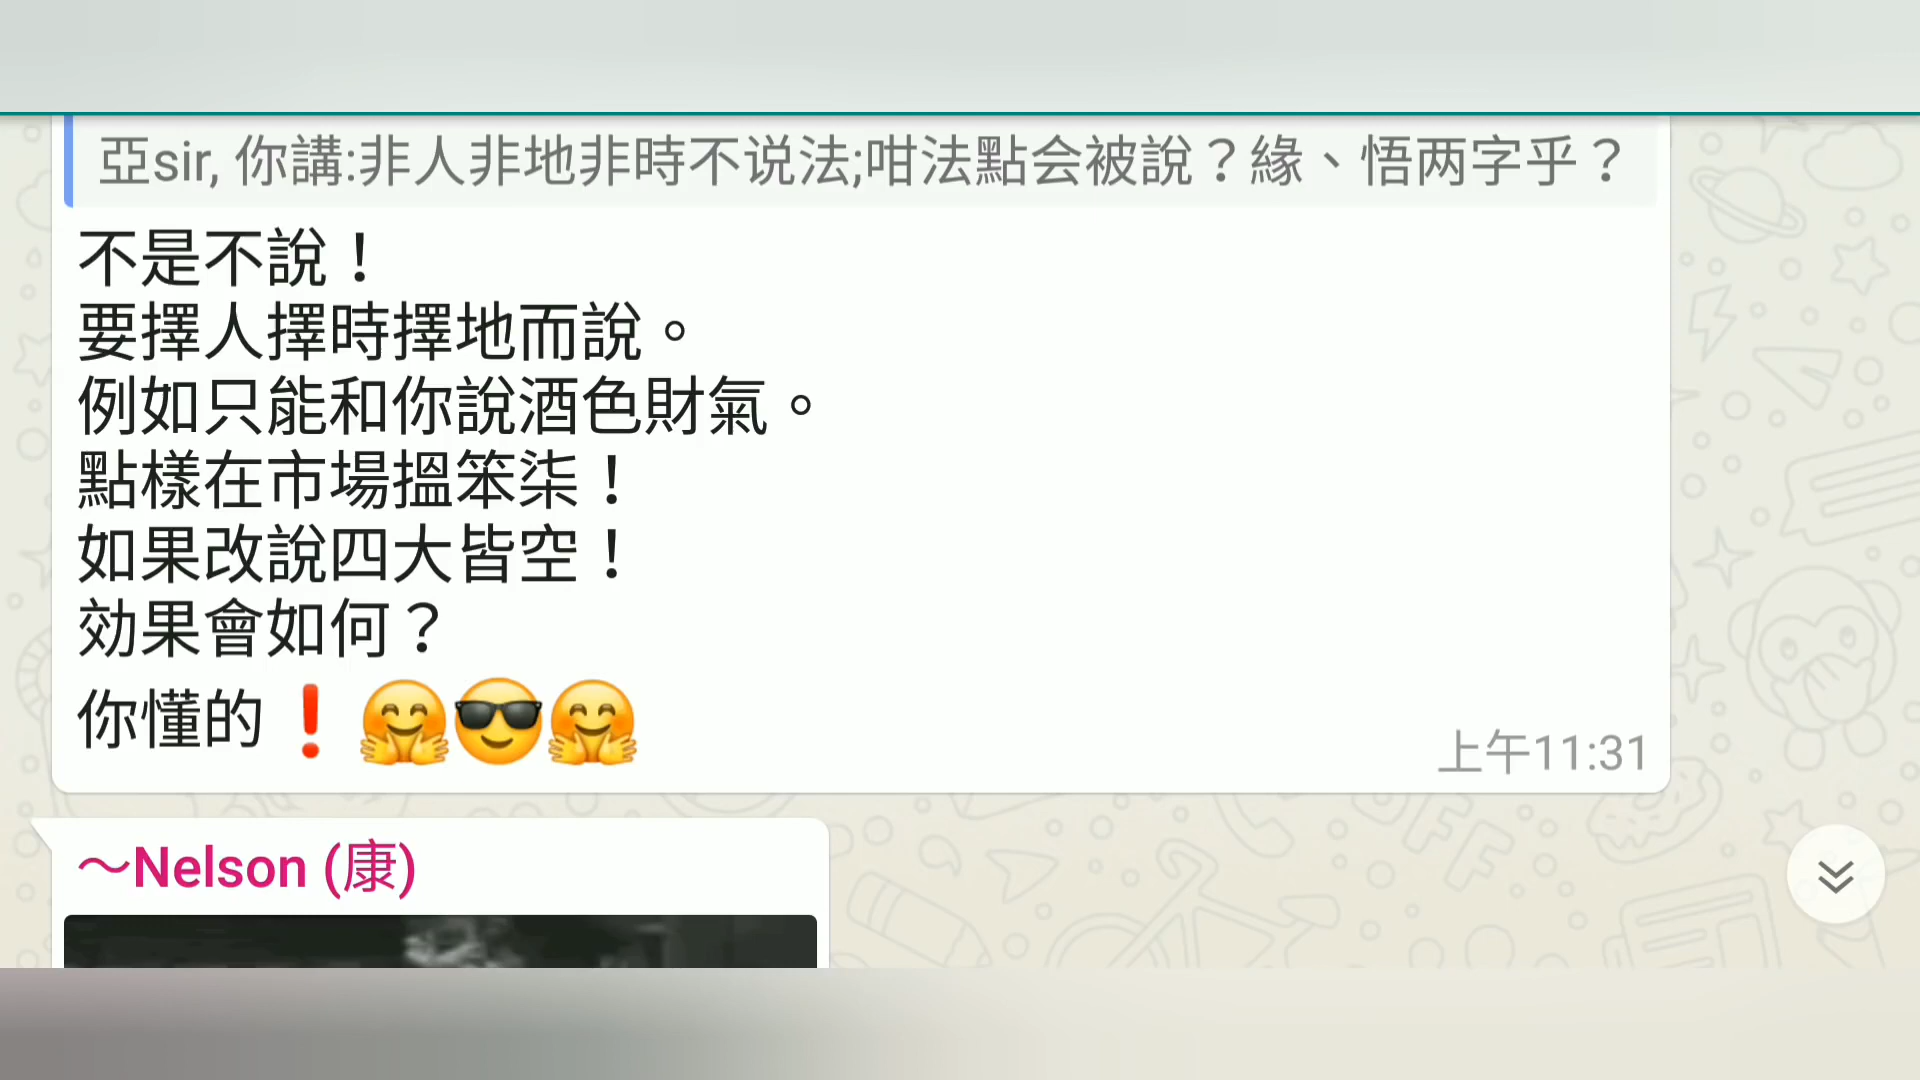 亞sir, 你講:非人非地非時不说法;咁法點会被說？緣、悟两字乎？
不是不說！
要擇人擇時擇地而說。
例如只能和你說酒色財氣。
點樣在市場搵笨柒！
如果改說四大皆空！
効果會如何？
你懂的❗🤗😎🤗
上午11:31
～Nelson (康)